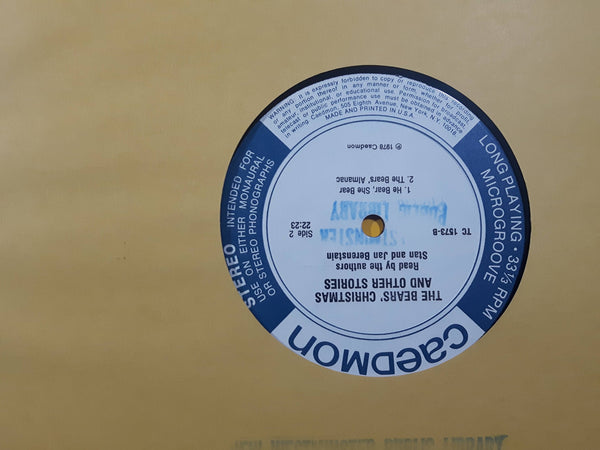 caeDmon
LONG PLAYING • 33 1/3 RPM
MICROGROOVE
STEREO INTENDED FOR
USE ON EITHER MONAURAL
OR STEREO PHONOGRAPHS
THE BEARS' CHRISTMAS
AND OTHER STORIES
Read by the authors
Stan and Jan Berenstain
TC 1573-B
Side 2
22:23
PUBLIC LIBRARY
1. He Bear, She Bear
2. The Bears' Almanac
℗ 1978 Caedmon
MADE AND PRINTED IN U.S.A.
WARNING: It is expressly forbidden to copy or reproduce this recording
or any portion thereof in any manner or form, whether for profit,
amateur, institutional, or educational use. Permission for broadcast,
telecast or public performance use must be obtained in advance
in writing. Caedmon, 505 Eighth Avenue, New York, N.Y. 10018
PUBLIC LIBRARY